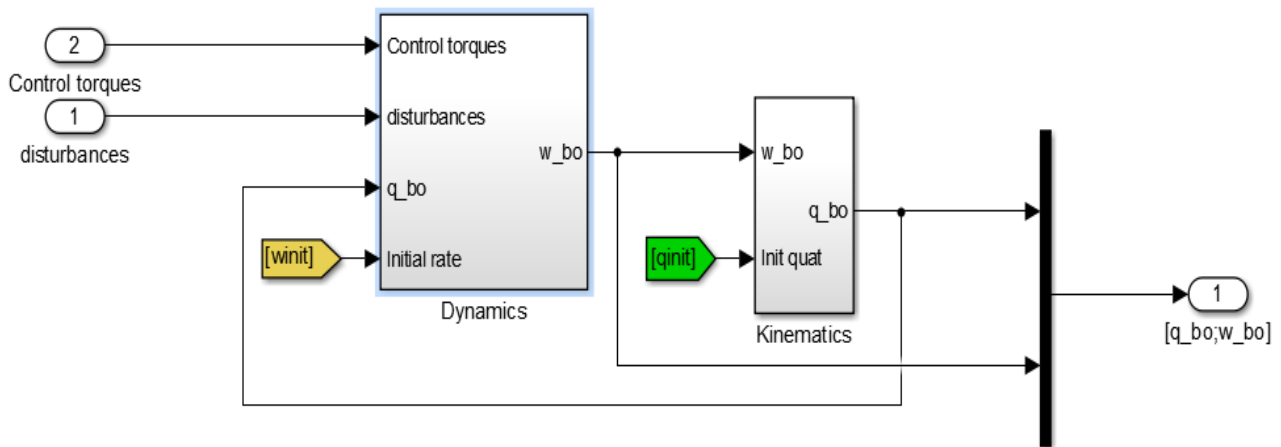 2
Control torques
1
disturbances
Control torques
disturbances
q_bo
Initial rate
w_bo
Dynamics
[winit]
w_bo
q_bo
Init quat
Kinematics
[qinit]
1
[q_bo;w_bo]